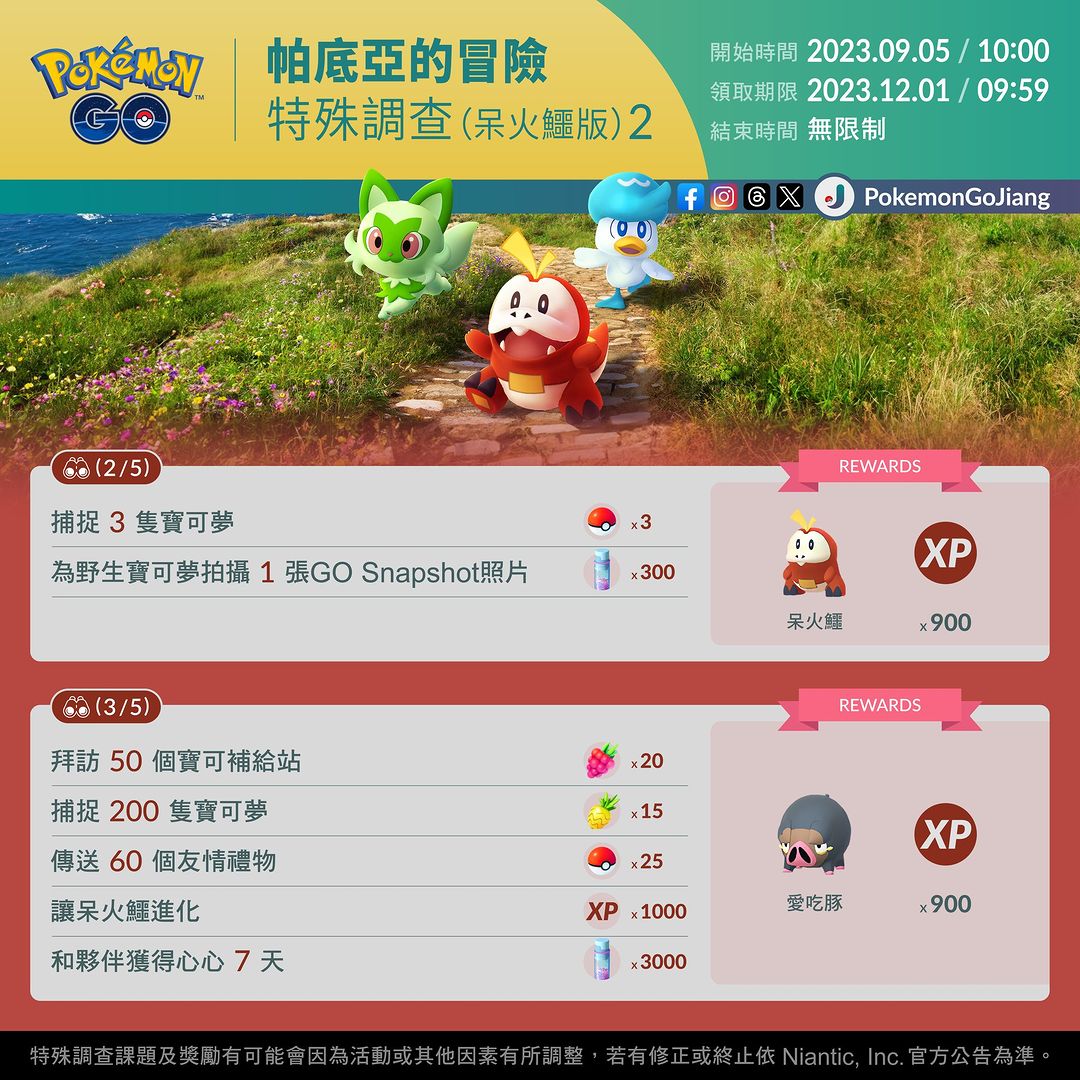 POKéMON
GO
TM
帕底亞的冒險
特殊調查(呆火鱷版)2
開始時間 2023.09.05 / 10:00
領取期限 2023.12.01 / 09:59
結束時間 無限制
PokemonGoJiang
(2/5)
REWARDS
捕捉 3 隻寶可夢 x3
為野生寶可夢拍攝 1 張GO Snapshot照片 x300
XP
呆火鱷 x900
(3/5)
REWARDS
拜訪 50 個寶可補給站 x20
捕捉 200 隻寶可夢 x15
傳送 60 個友情禮物 x25
讓呆火鱷進化 XP x1000
和夥伴獲得心心 7 天 x3000
XP
愛吃豚 x900
特殊調查課題及獎勵有可能會因為活動或其他因素有所調整，若有修正或終止依 Niantic, Inc. 官方公告為準。